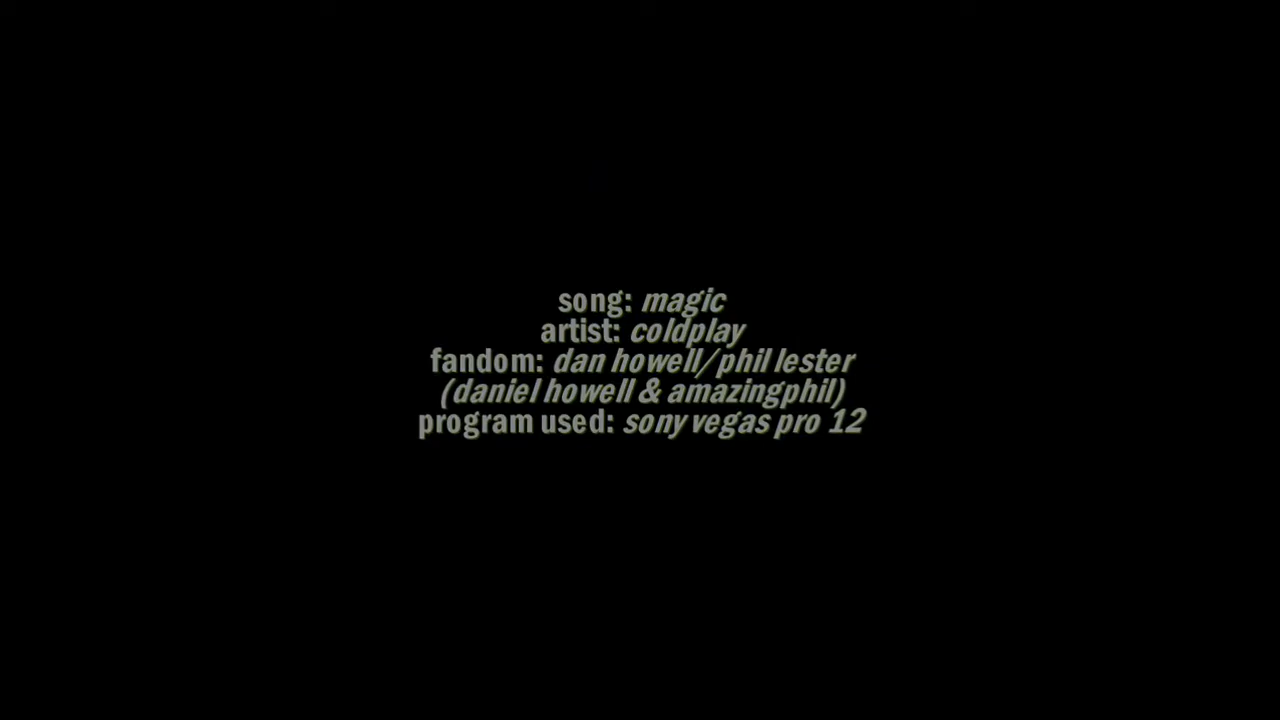 song: magic
artist: coldplay
fandom: dan howell/phil lester
(daniel howell & amazingphil)
program used: sony vegas pro 12